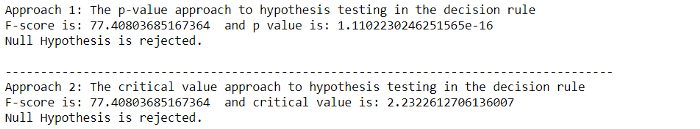 Approach 1: The p-value approach to hypothesis testing in the decision rule
F-score is: 77.40803685167364  and p value is: 1.1102230246251565e-16
Null Hypothesis is rejected.
--------------------------------------------------------------------------------------
Approach 2: The critical value approach to hypothesis testing in the decision rule
F-score is: 77.40803685167364  and critical value is: 2.2322612706136007
Null Hypothesis is rejected.